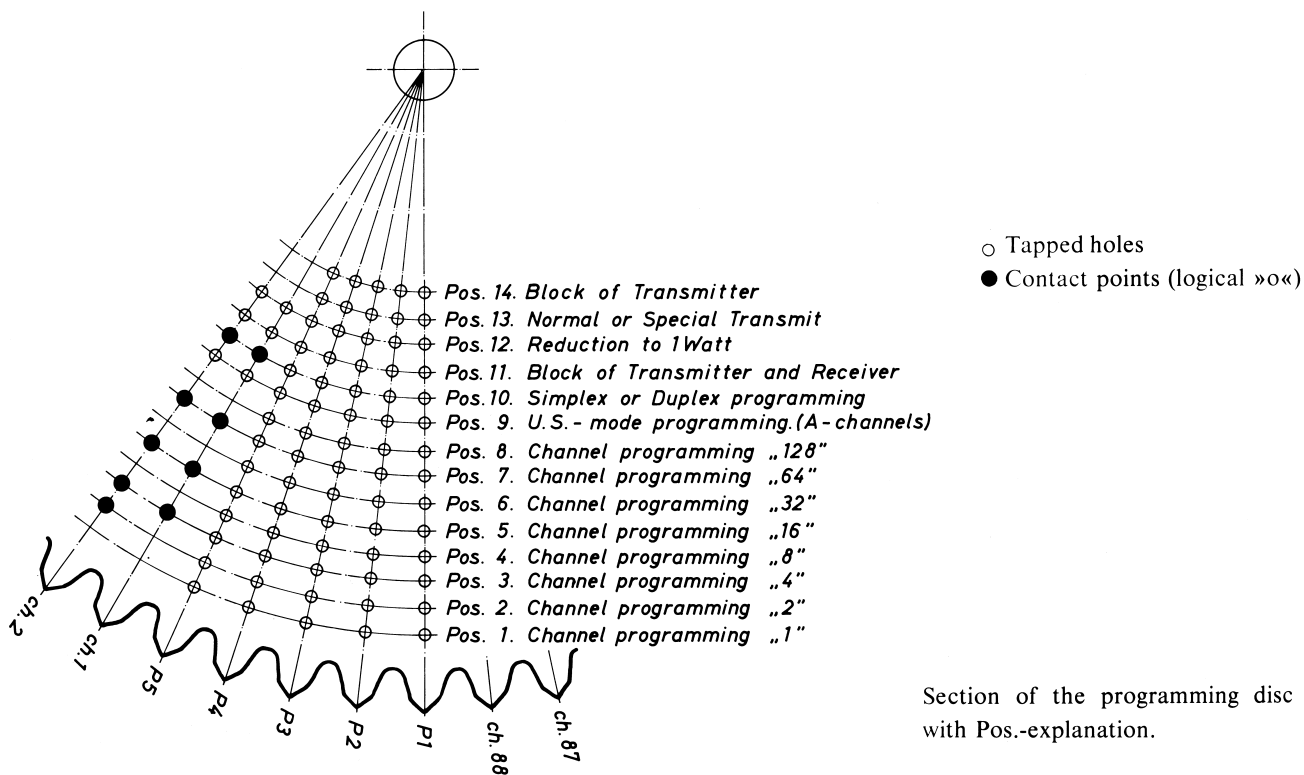 Pos. 14. Block of Transmitter
Pos. 13. Normal or Special Transmit
Pos. 12. Reduction to 1Watt
Pos. 11. Block of Transmitter and Receiver
Pos. 10. Simplex or Duplex programming
Pos. 9. U.S.- mode programming.(A-channels)
Pos. 8. Channel programming „128”
Pos. 7. Channel programming „64”
Pos. 6. Channel programming „32”
Pos. 5. Channel programming „16”
Pos. 4. Channel programming „8”
Pos. 3. Channel programming „4”
Pos. 2. Channel programming „2”
Pos. 1. Channel programming „1”
ch.2
ch.1
P5
P4
P3
P2
P1
ch.88
ch.87
Tapped holes
Contact points (logical »o«)
Section of the programming disc
with Pos.-explanation.